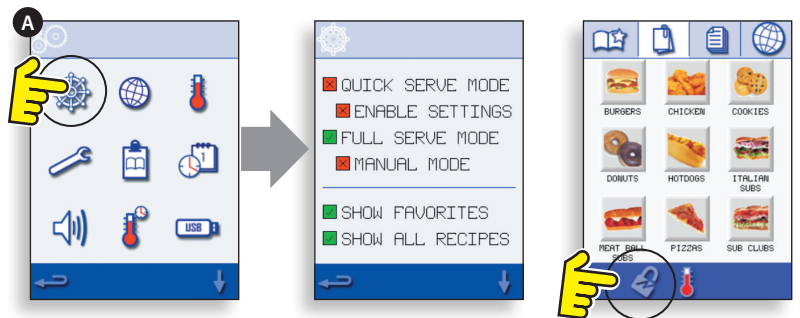 A
1
USB
QUICK SERVE MODE
ENABLE SETTINGS
FULL SERVE MODE
MANUAL MODE
SHOW FAVORITES
SHOW ALL RECIPES
BURGERS CHICKEN COOKIES
DONUTS HOTDOGS ITALIAN
SUBS
MEAT BALL PIZZAS SUB CLUBS
SUBS